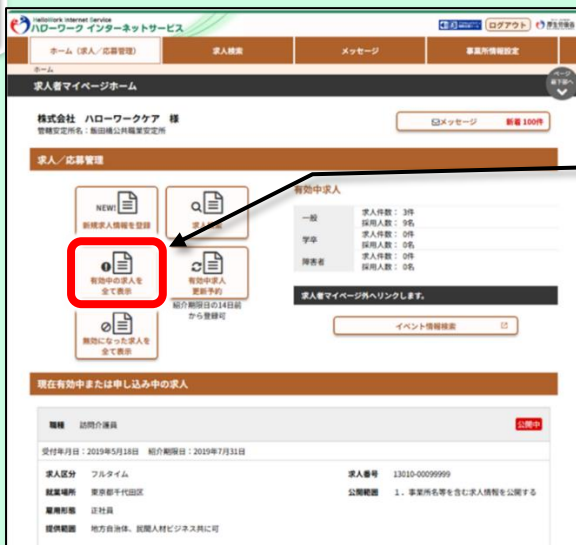 HelloWork Internet Service
ハローワーク インターネットサービス
ログアウト
厚生労働省
ホーム（求人／応募管理）
求人検索
メッセージ
事業所情報設定
ホーム
求人者マイページホーム
ページ
最下部へ
株式会社　ハローワークケア　様
管轄安定所名：飯田橋公共職業安定所
メッセージ　新着 100件
求人／応募管理
NEW!
新規求人情報を登録
有効中の求人を
全て表示
有効中求人
更新予約
紹介期限日の14日前
から登録可
無効になった求人を
全て表示
有効中求人
一般
求人件数： 3件
採用人数： 9名
学卒
求人件数： 0件
採用人数： 0名
障害者
求人件数： 0件
採用人数： 0名
求人者マイページ外へリンクします。
イベント情報検索
現在有効中または申し込み中の求人
職種　訪問介護員
公開中
受付年月日：2019年5月18日　紹介期限日：2019年7月31日
求人区分　フルタイム
求人番号　13010-00099999
就業場所　東京都千代田区
公開範囲　１．事業所名等を含む求人情報を公開する
雇用形態　正社員
提供範囲　地方自治体、民間人材ビジネス共に可